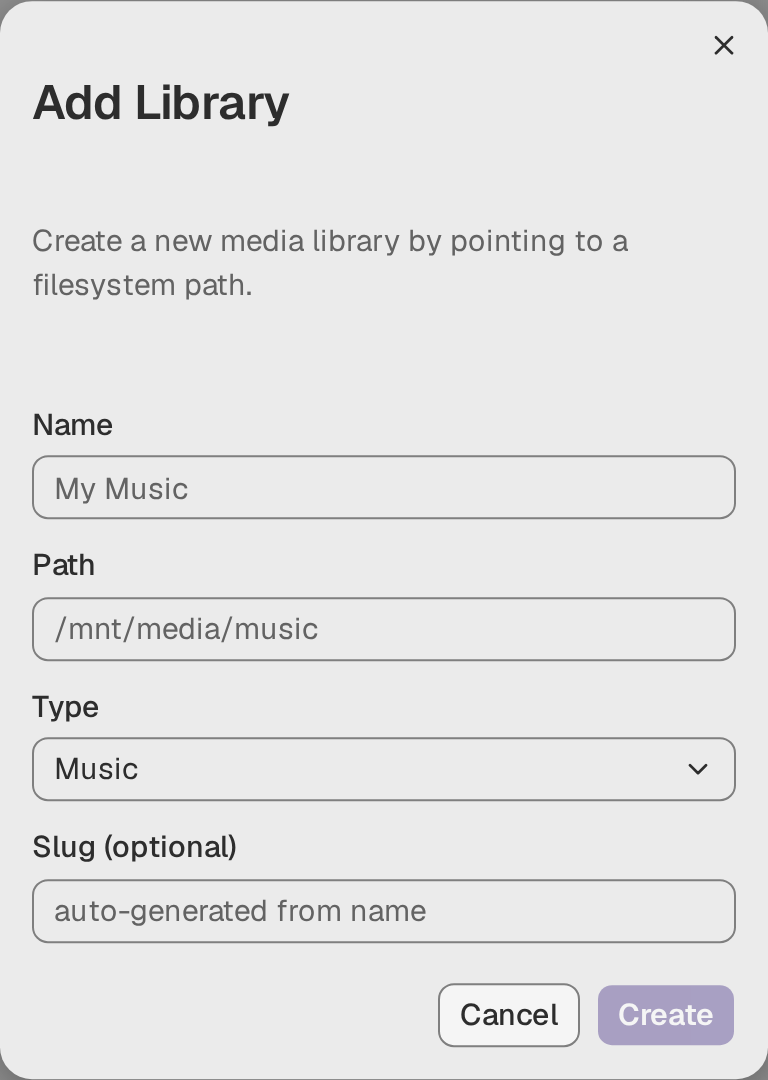 Add Library
Create a new media library by pointing to a
filesystem path.
Name
My Music
Path
/mnt/media/music
Type
Music
Slug (optional)
auto-generated from name
Cancel
Create